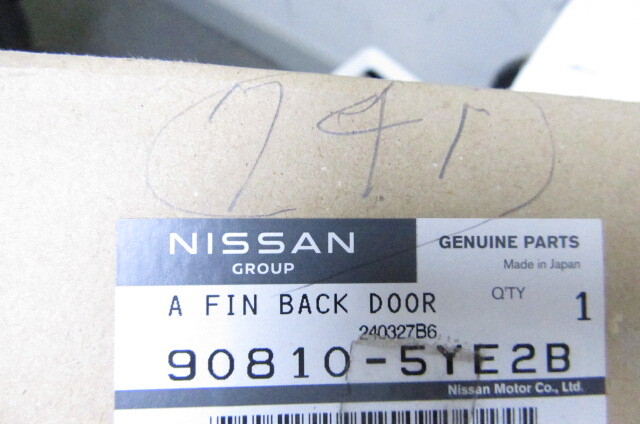 741
NISSAN
GROUP
GENUINE PARTS
Made in Japan
A FIN BACK DOOR
Q'TY 1
240327B6
90810-5YE2B
Nissan Motor Co., Ltd.